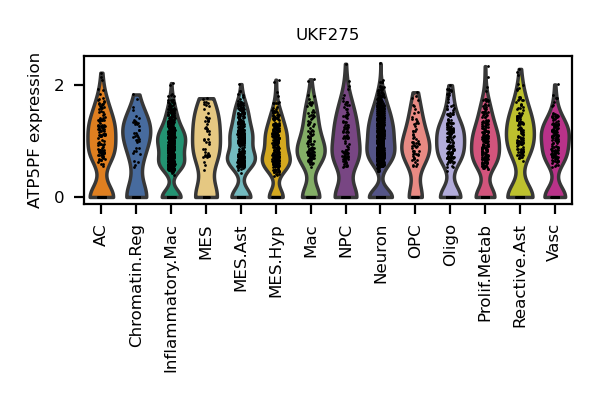 UKF275
ATP5PF expression
2
0
AC
Chromatin.Reg
Inflammatory.Mac
MES
MES.Ast
MES.Hyp
Mac
NPC
Neuron
OPC
Oligo
Prolif.Metab
Reactive.Ast
Vasc